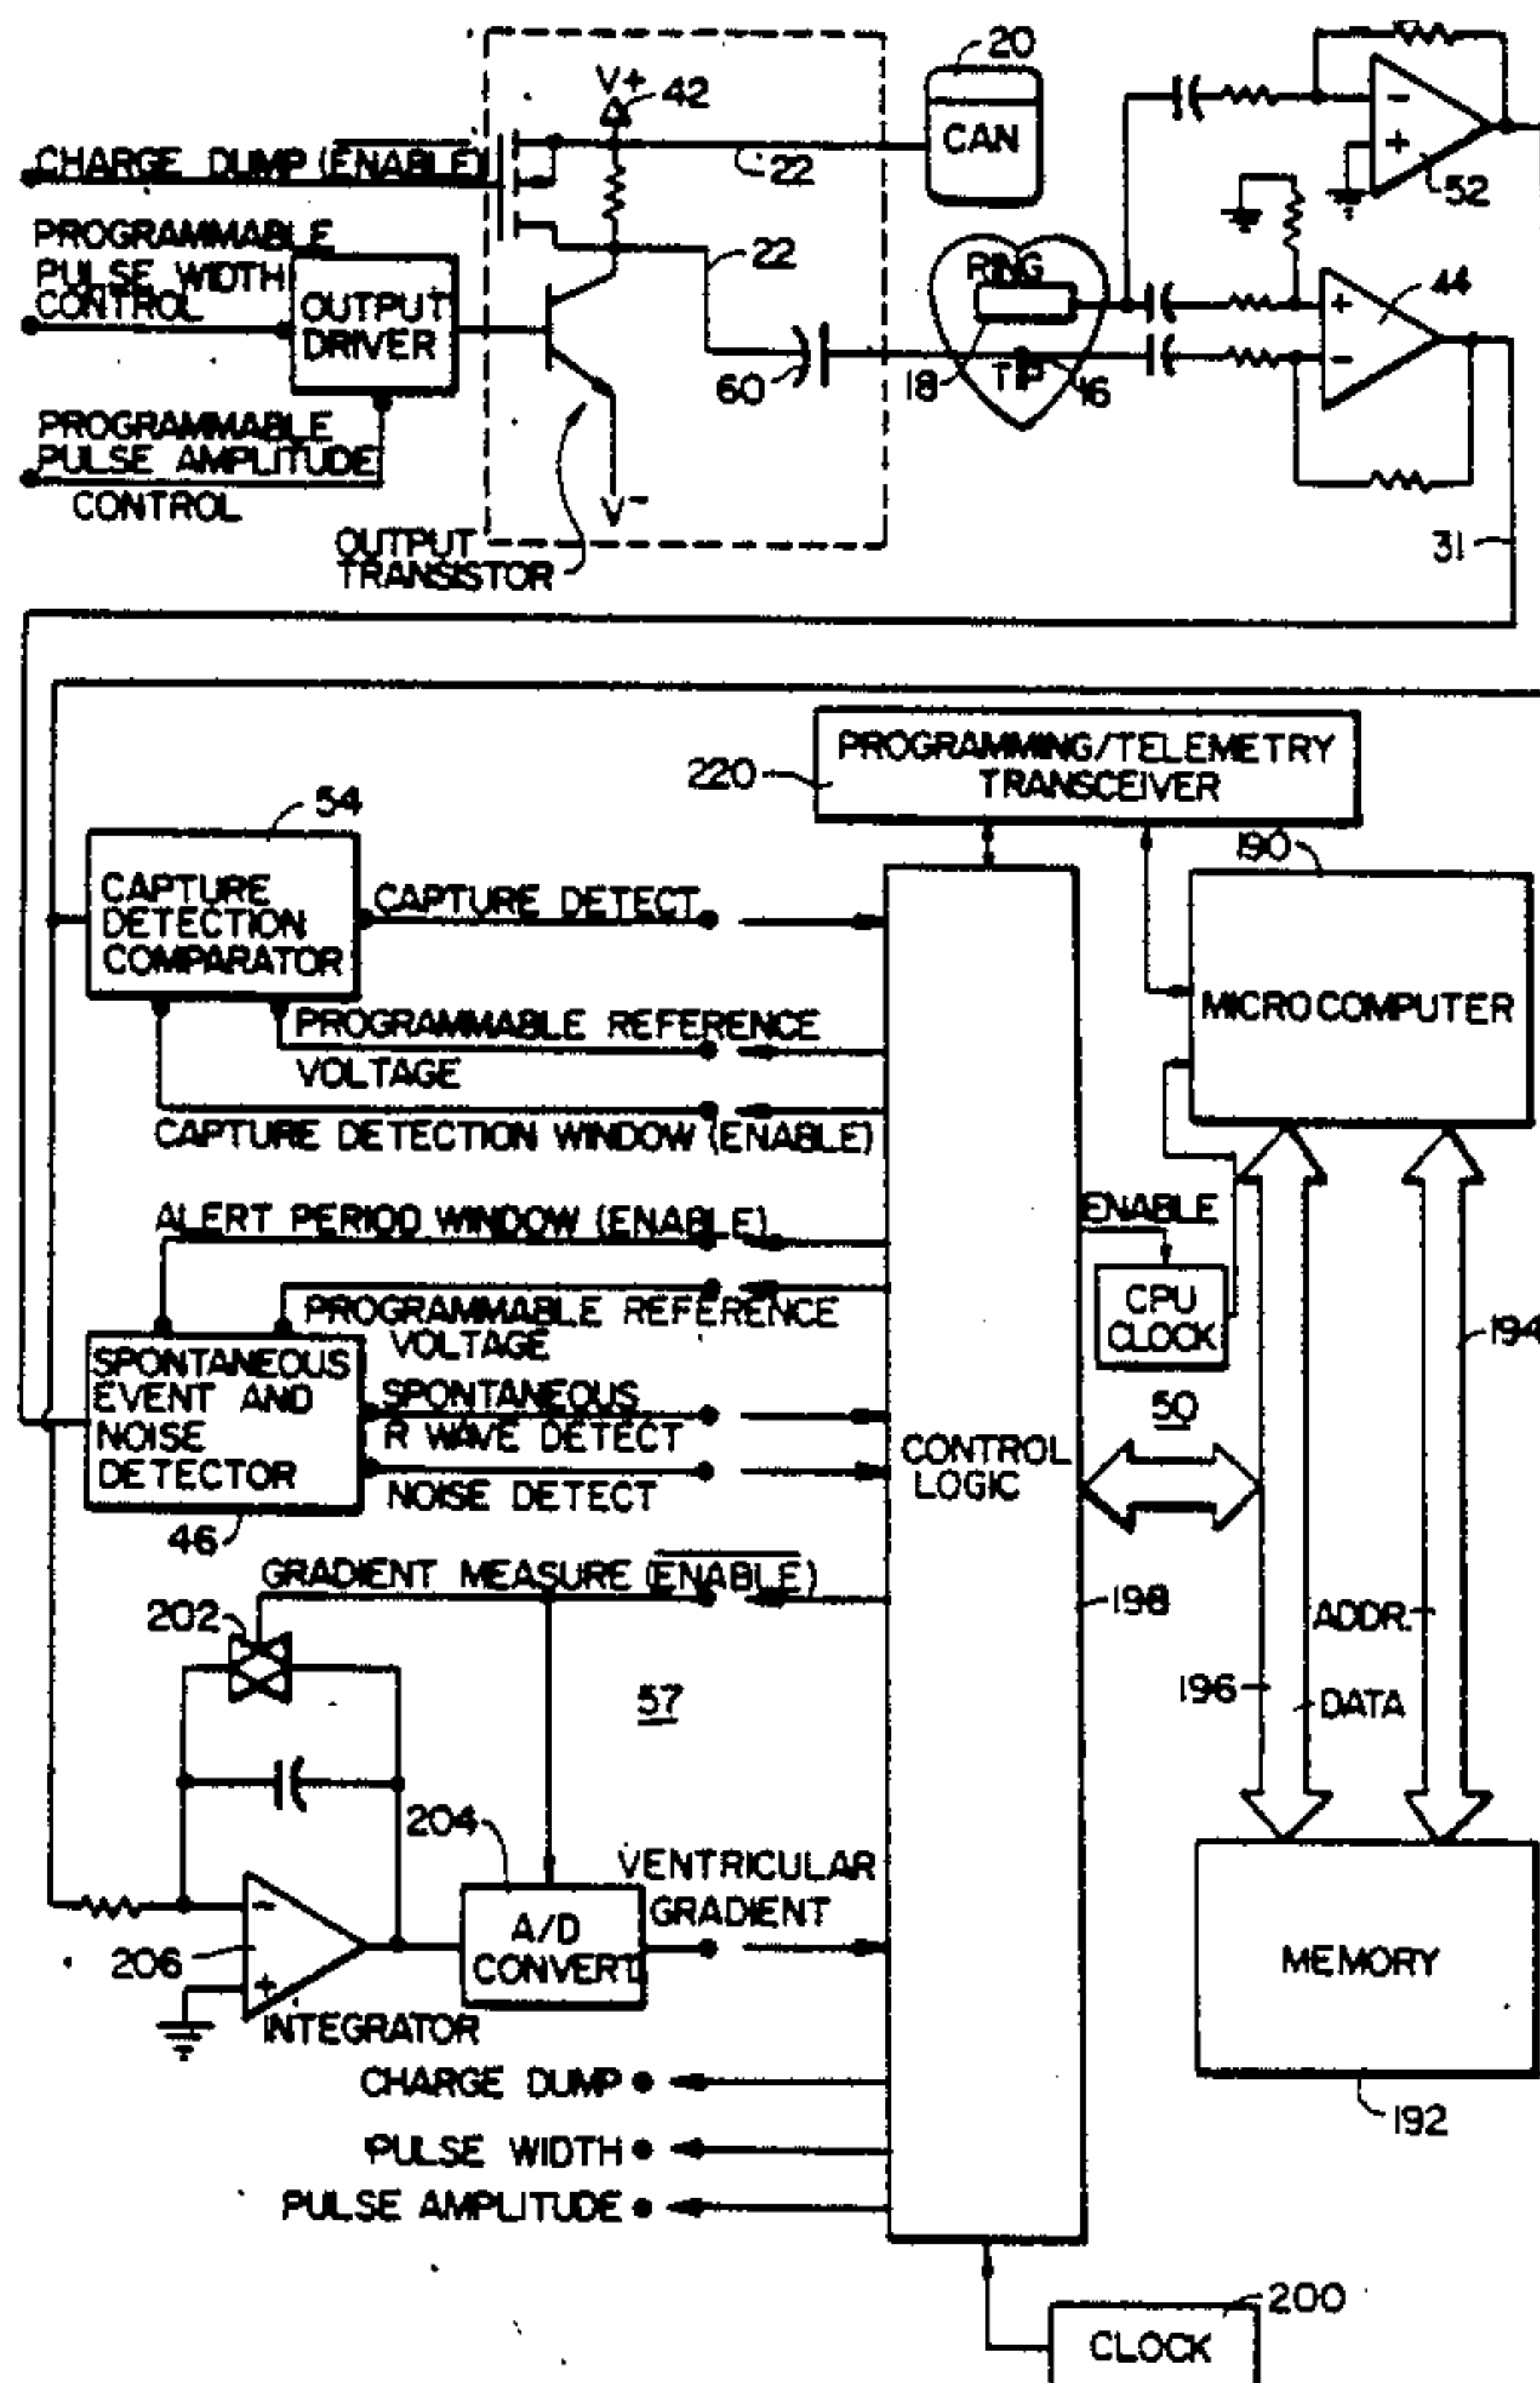 V+
42
20
CAN
CHARGE DUMP (ENABLE)
22
52
PROGRAMMABLE
PULSE WIDTH
CONTROL
OUTPUT
DRIVER
22
RING
44
60
18
TIP
16
PROGRAMMABLE
PULSE AMPLITUDE
CONTROL
V-
OUTPUT
TRANSISTOR
31
220
PROGRAMMING/TELEMETRY
TRANSCEIVER
54
190
CAPTURE
DETECTION
COMPARATOR
CAPTURE DETECT
MICROCOMPUTER
PROGRAMMABLE REFERENCE
VOLTAGE
CAPTURE DETECTION WINDOW (ENABLE)
ALERT PERIOD WINDOW (ENABLE)
ENABLE
PROGRAMMABLE REFERENCE
VOLTAGE
CPU
CLOCK
194
SPONTANEOUS
EVENT AND
NOISE
DETECTOR
SPONTANEOUS
R WAVE DETECT
50
CONTROL
LOGIC
NOISE DETECT
46
GRADIENT MEASURE (ENABLE)
202
198
ADDR.
57
196
DATA
204
VENTRICULAR
GRADIENT
A/D
CONVERT
206
-
+
INTEGRATOR
MEMORY
CHARGE DUMP
192
PULSE WIDTH
PULSE AMPLITUDE
200
CLOCK